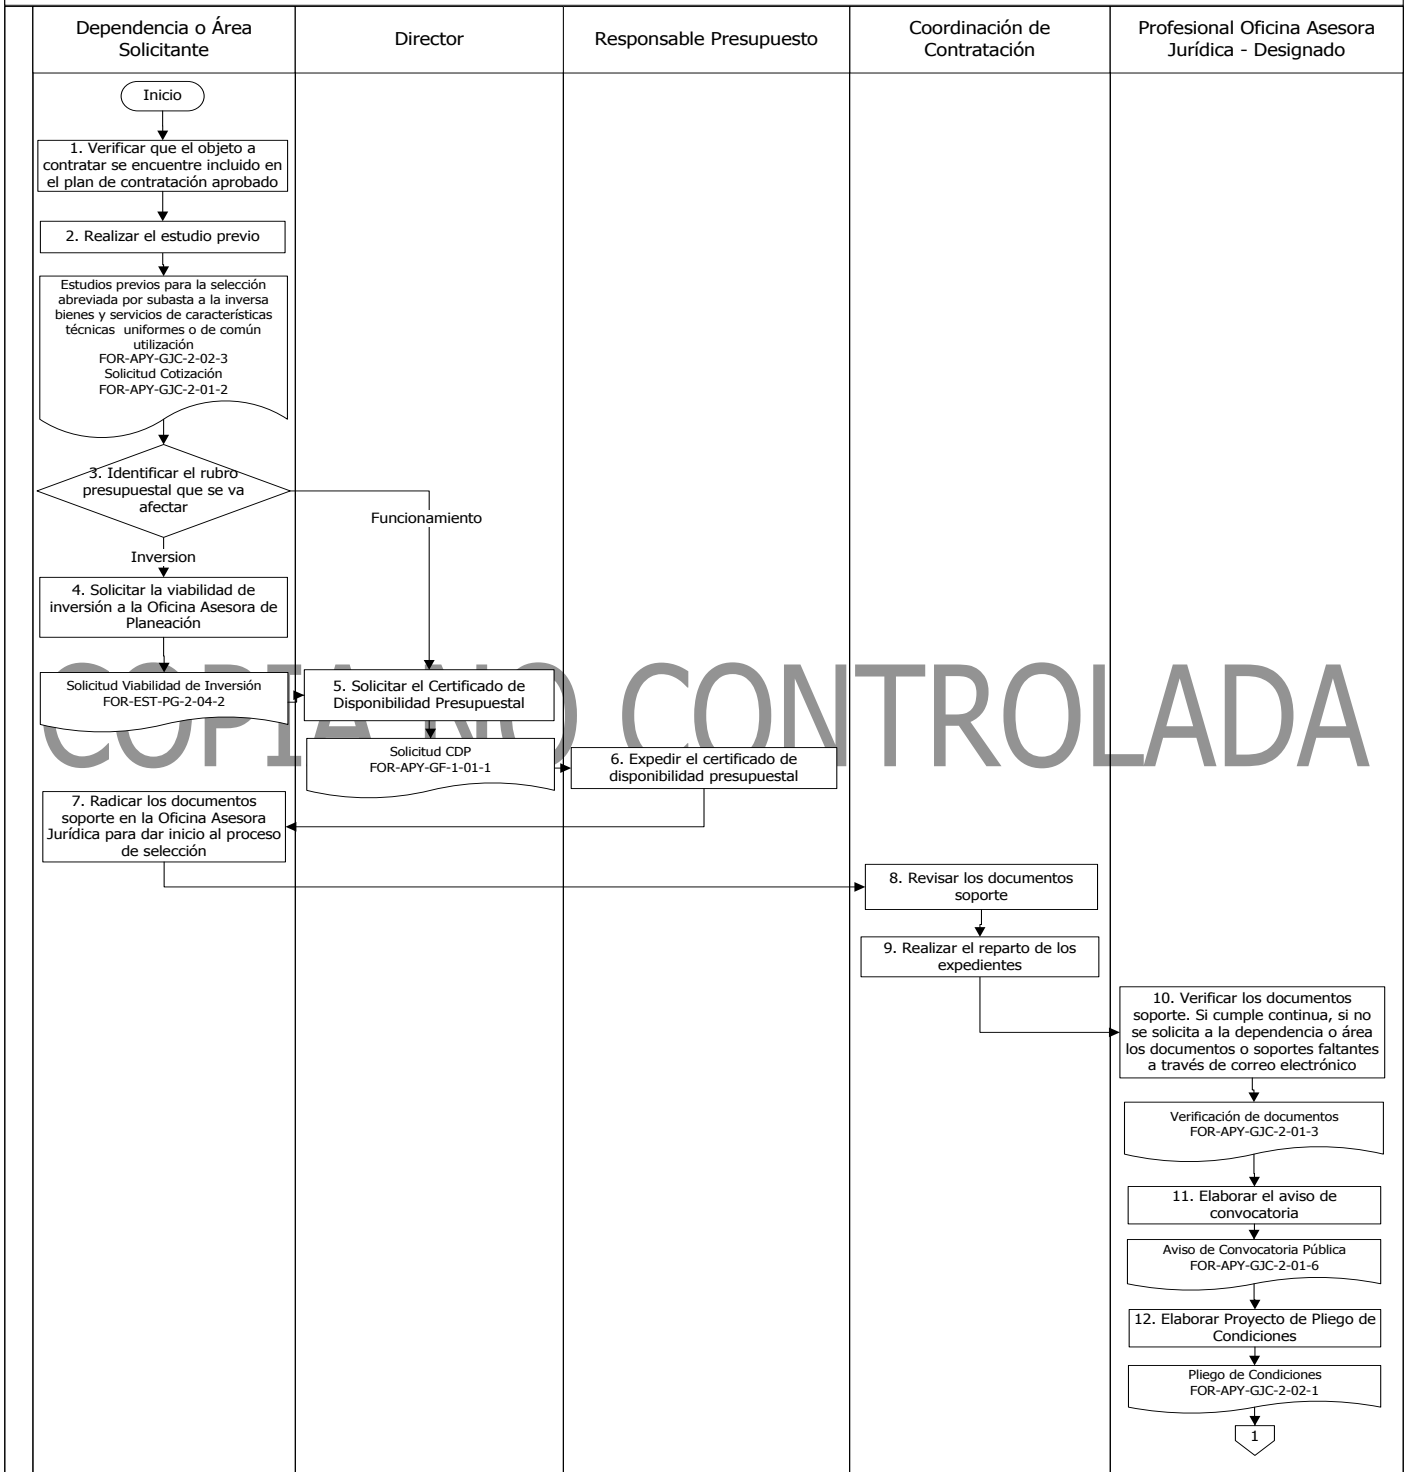 Dependencia o Área
Solicitante
Director
Responsable Presupuesto
Coordinación de
Contratación
Profesional Oficina Asesora
Jurídica - Designado
Inicio
1. Verificar que el objeto a
contratar se encuentre incluido en
el plan de contratación aprobado
2. Realizar el estudio previo
Estudios previos para la selección
abreviada por subasta a la inversa
bienes y servicios de características
técnicas uniformes o de común
utilización
FOR-APY-GJC-2-02-3
Solicitud Cotización
FOR-APY-GJC-2-01-2
3. Identificar el rubro
presupuestal que se va
afectar
Funcionamiento
Inversion
4. Solicitar la viabilidad de
inversión a la Oficina Asesora de
Planeación
COPIA NO CONTROLADA
Solicitud Viabilidad de Inversión
FOR-EST-PG-2-04-2
5. Solicitar el Certificado de
Disponibilidad Presupuestal
Solicitud CDP
FOR-APY-GF-1-01-1
6. Expedir el certificado de
disponibilidad presupuestal
7. Radicar los documentos
soporte en la Oficina Asesora
Jurídica para dar inicio al proceso
de selección
8. Revisar los documentos
soporte
9. Realizar el reparto de los
expedientes
10. Verificar los documentos
soporte. Si cumple continua, si no
se solicita a la dependencia o área
los documentos o soportes faltantes
a través de correo electrónico
Verificación de documentos
FOR-APY-GJC-2-01-3
11. Elaborar el aviso de
convocatoria
Aviso de Convocatoria Pública
FOR-APY-GJC-2-01-6
12. Elaborar Proyecto de Pliego de
Condiciones
Pliego de Condiciones
FOR-APY-GJC-2-02-1
1